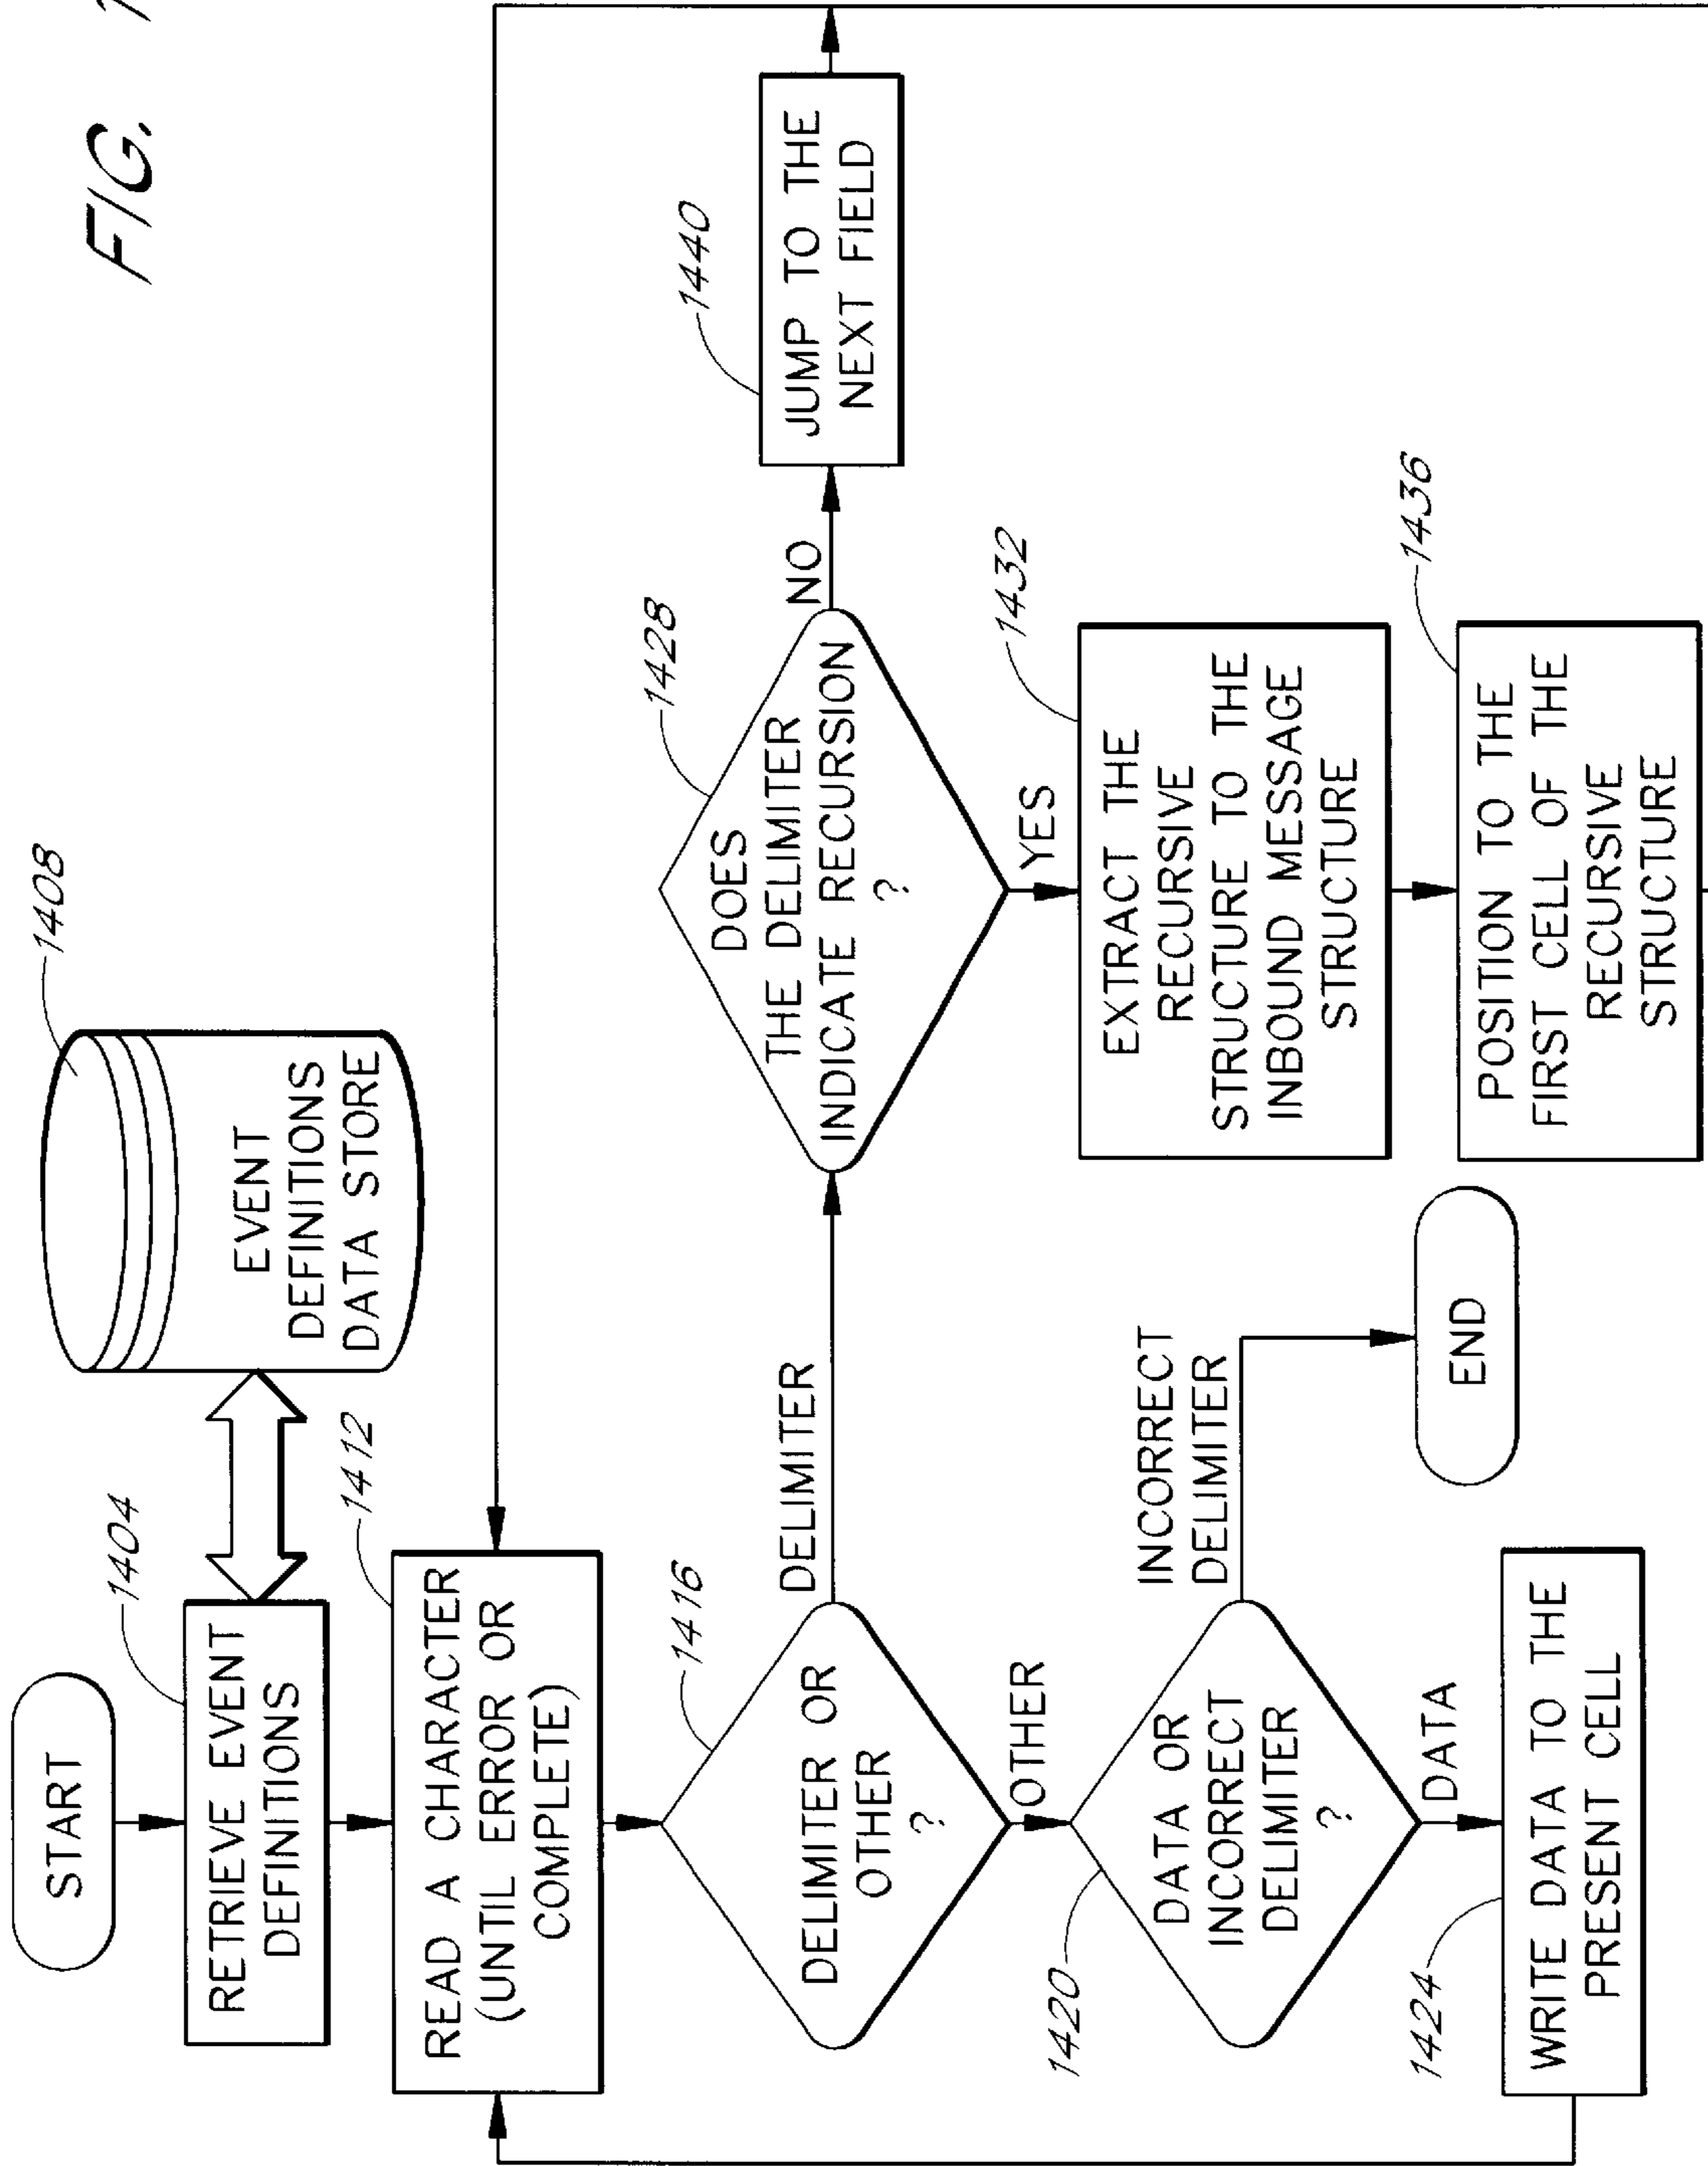 FIG. 1
START
1404
RETRIEVE EVENT
DEFINITIONS
1408
EVENT
DEFINITIONS
DATA STORE
1412
READ A CHARACTER
(UNTIL ERROR OR
COMPLETE)
1416
DELIMITER OR
OTHER
?
DELIMITER
OTHER
1428
DOES
THE DELIMITER
INDICATE RECURSION
?
NO
YES
1440
JUMP TO THE
NEXT FIELD
1432
EXTRACT THE
RECURSIVE
STRUCTURE TO THE
INBOUND MESSAGE
STRUCTURE
1436
POSITION TO THE
FIRST CELL OF THE
RECURSIVE
STRUCTURE
1420
DATA OR
INCORRECT
DELIMITER
?
INCORRECT
DELIMITER
END
DATA
1424
WRITE DATA TO THE
PRESENT CELL